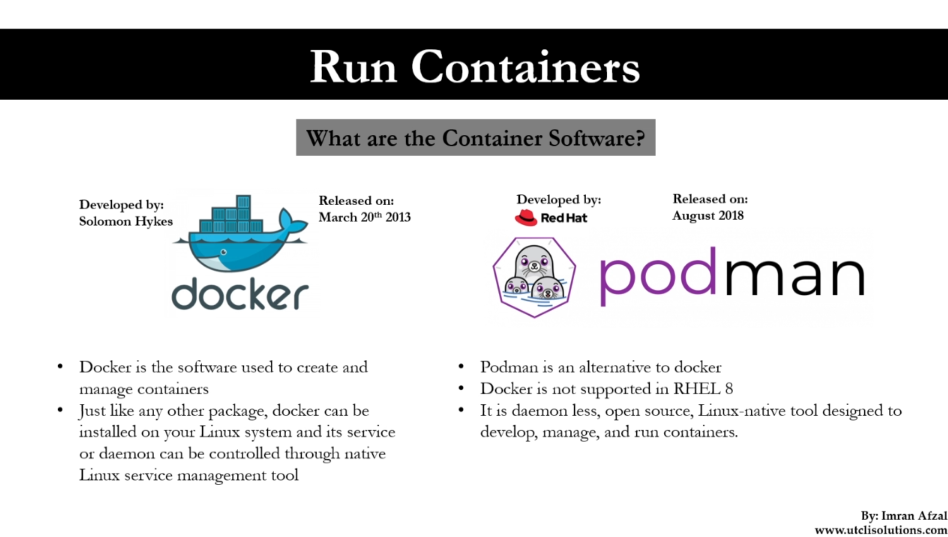 Run Containers
What are the Container Software?
Developed by:
Solomon Hykes
Released on:
March 20th 2013
docker
Developed by:
Red Hat
Released on:
August 2018
podman
• Docker is the software used to create and
manage containers
• Just like any other package, docker can be
installed on your Linux system and its service
or daemon can be controlled through native
Linux service management tool
• Podman is an alternative to docker
• Docker is not supported in RHEL 8
• It is daemon less, open source, Linux-native tool designed to
develop, manage, and run containers.
By: Imran Afzal
www.utclisolutions.com